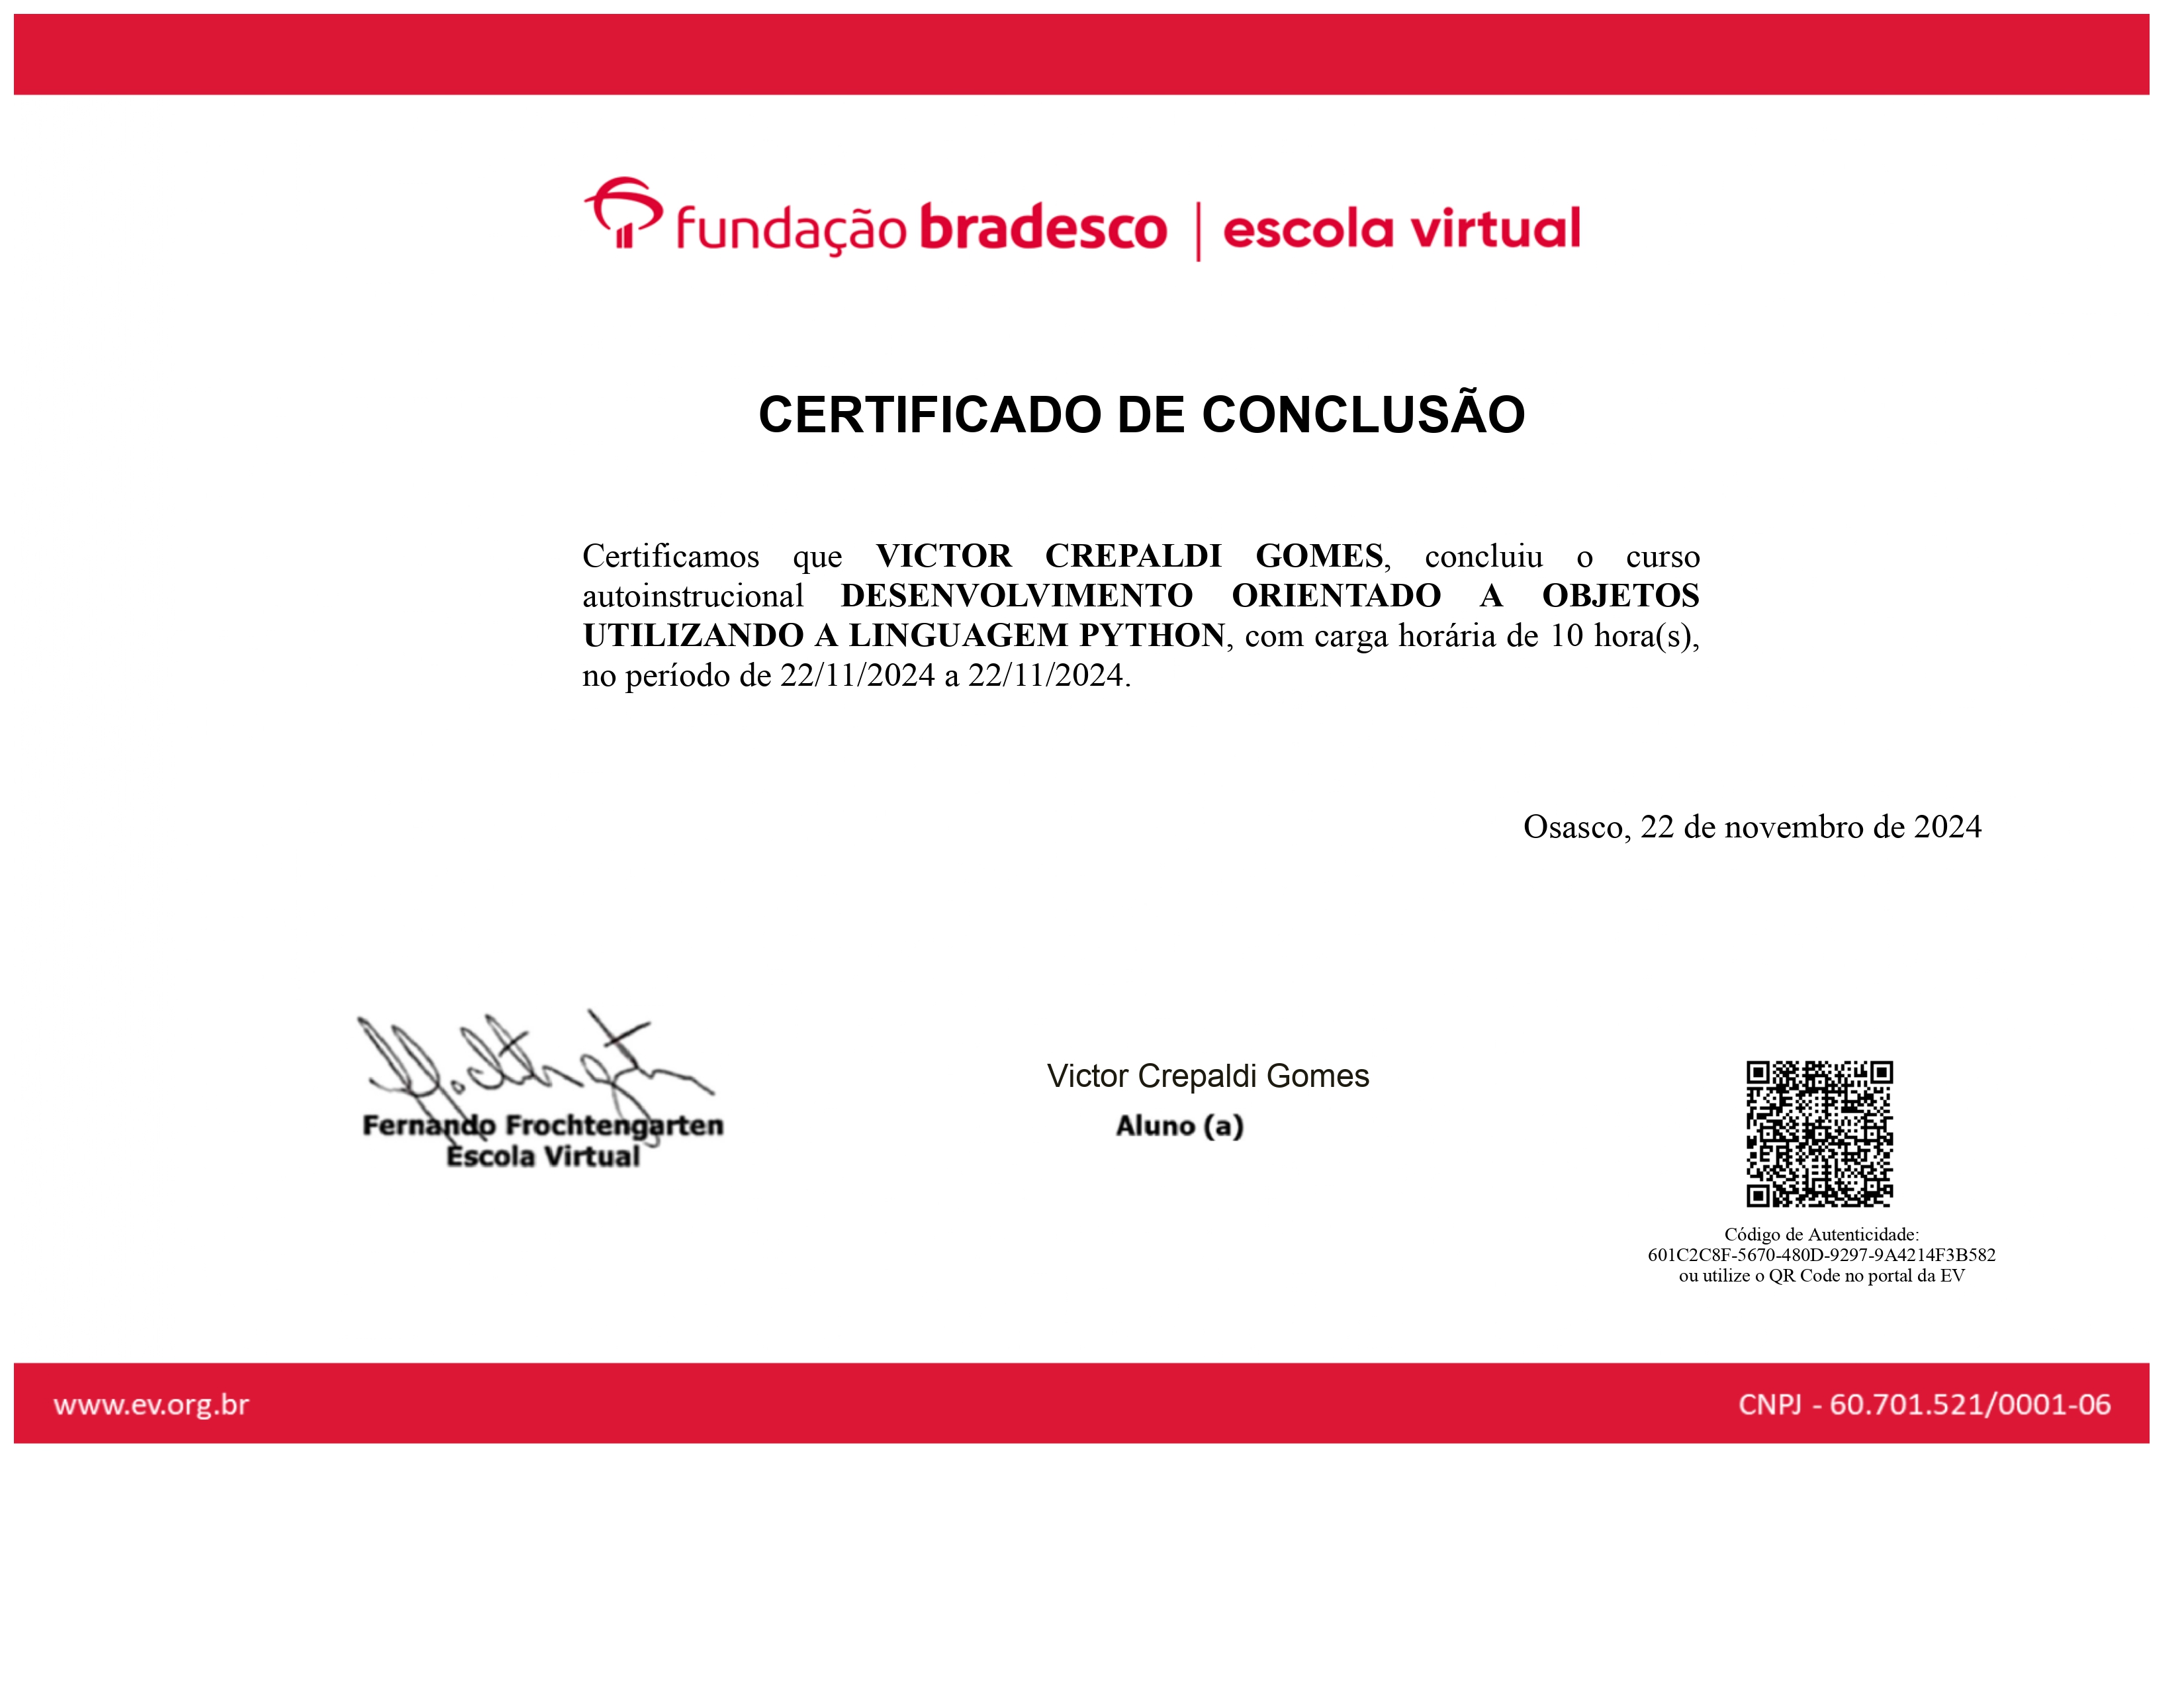 fundação bradesco | escola virtual
CERTIFICADO DE CONCLUSÃO
Certificamos que VICTOR CREPALDI GOMES, concluiu o curso
autoinstrucional DESENVOLVIMENTO ORIENTADO A OBJETOS
UTILIZANDO A LINGUAGEM PYTHON, com carga horária de 10 hora(s),
no período de 22/11/2024 a 22/11/2024.
Osasco, 22 de novembro de 2024
Fernando Frochtengarten
Escola Virtual
Victor Crepaldi Gomes
Aluno (a)
Código de Autenticidade:
601C2C8F-5670-480D-9297-9A4214F3B582
ou utilize o QR Code no portal da EV
www.ev.org.br
CNPJ - 60.701.521/0001-06